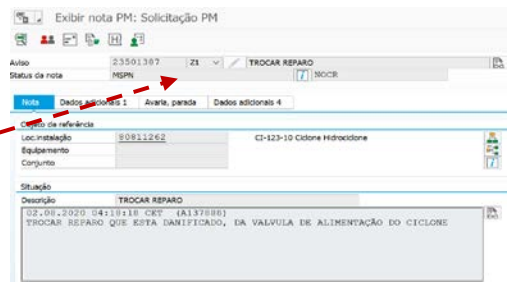 Exibir nota PM: Solicitação PM
Aviso 23501387 Z1 TROCAR REPARO
Status da nota MSPN NOCR
Nota Dados adicionais 1 Avaria, parada Dados adicionais 4
Objeto de referência
Loc.instalação 80811262 CI-123-10 Ciclone Hidrociclone
Equipamento
Conjunto
Situação
Descrição TROCAR REPARO
02.08.2020 04:18:18 CET (A137886)
TROCAR REPARO QUE ESTA DANIFICADO, DA VALVULA DE ALIMENTAÇÃO DO CICLONE